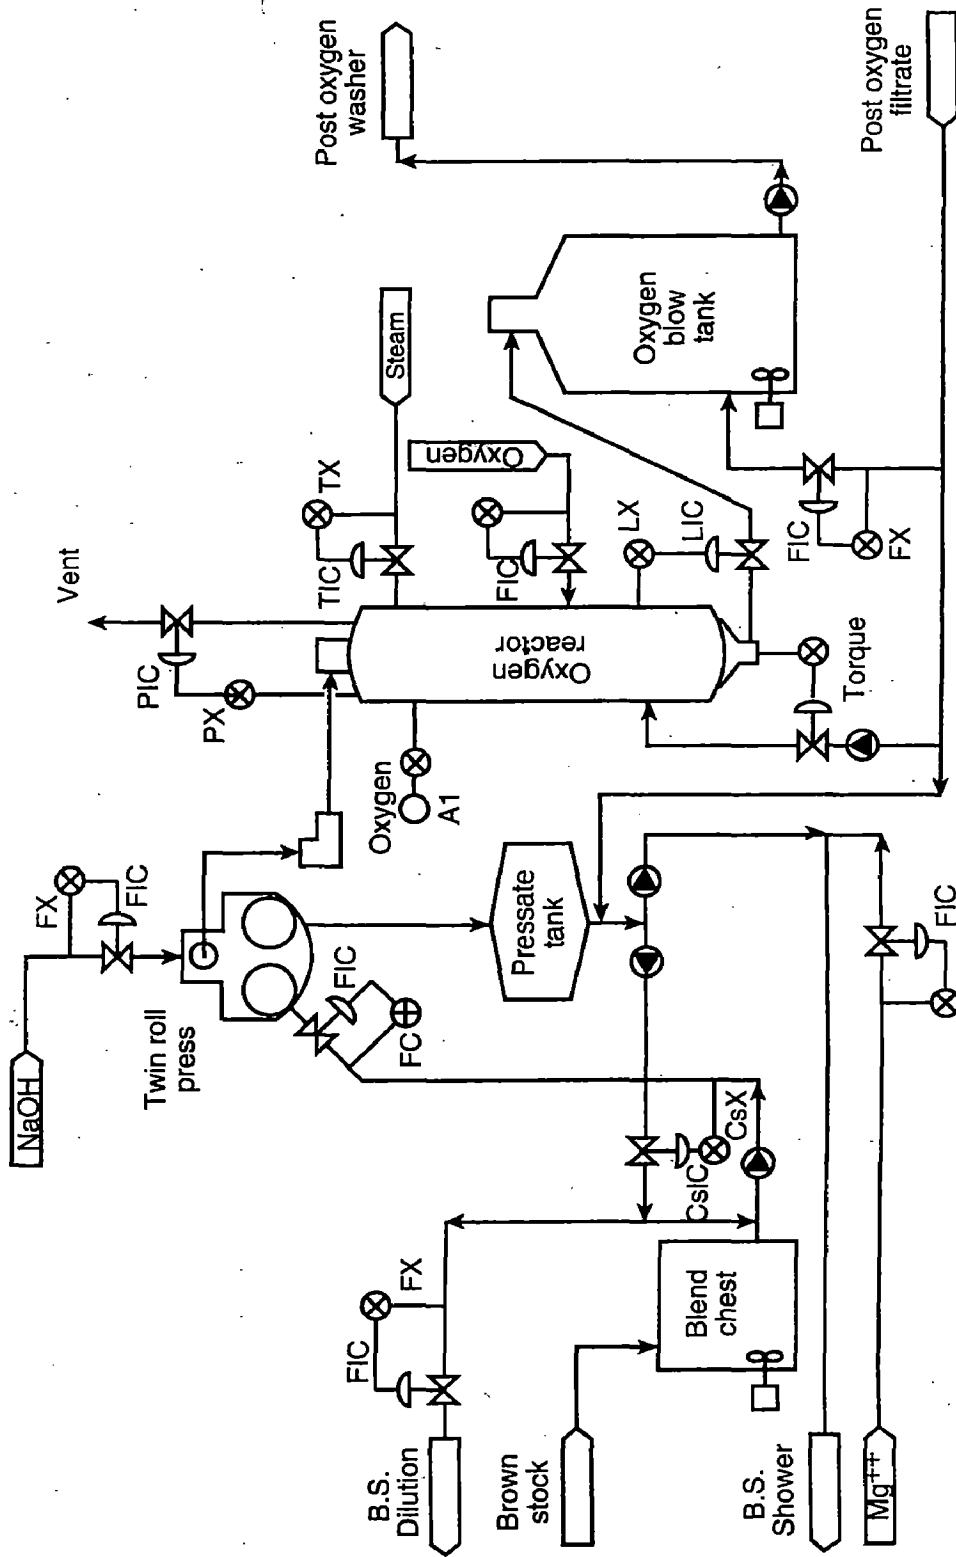 Post oxygen
washer
Vent
Steam
PIC
PX
TIC
TX
Oxygen
FIC
Oxygen
blow
tank
Oxygen
reactor
LX
LIC
FIC
FX
Post oxygen
filtrate
Torque
Oxygen
A1
NaOH
FX
FIC
Twin roll
press
FIC
FC
Pressate
tank
CsIC
CsX
FIC
FX
Blend
chest
B.S.
Dilution
Brown
stock
B.S.
Shower
Mg++
FIC